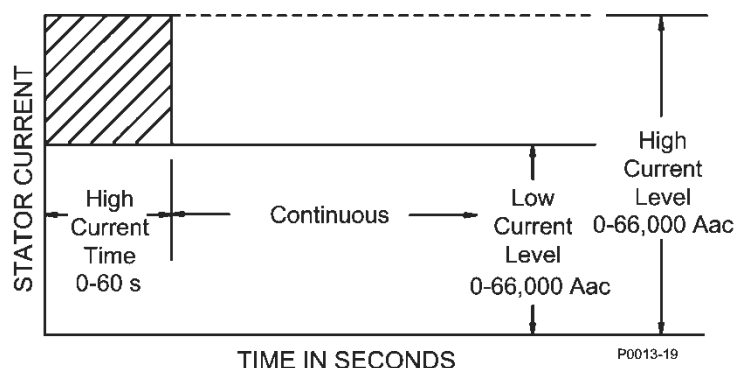 STATOR CURRENT
High
Current
Time
0-60 s
Continuous
Low
Current
Level
0-66,000 Aac
High
Current
Level
0-66,000 Aac
TIME IN SECONDS
P0013-19